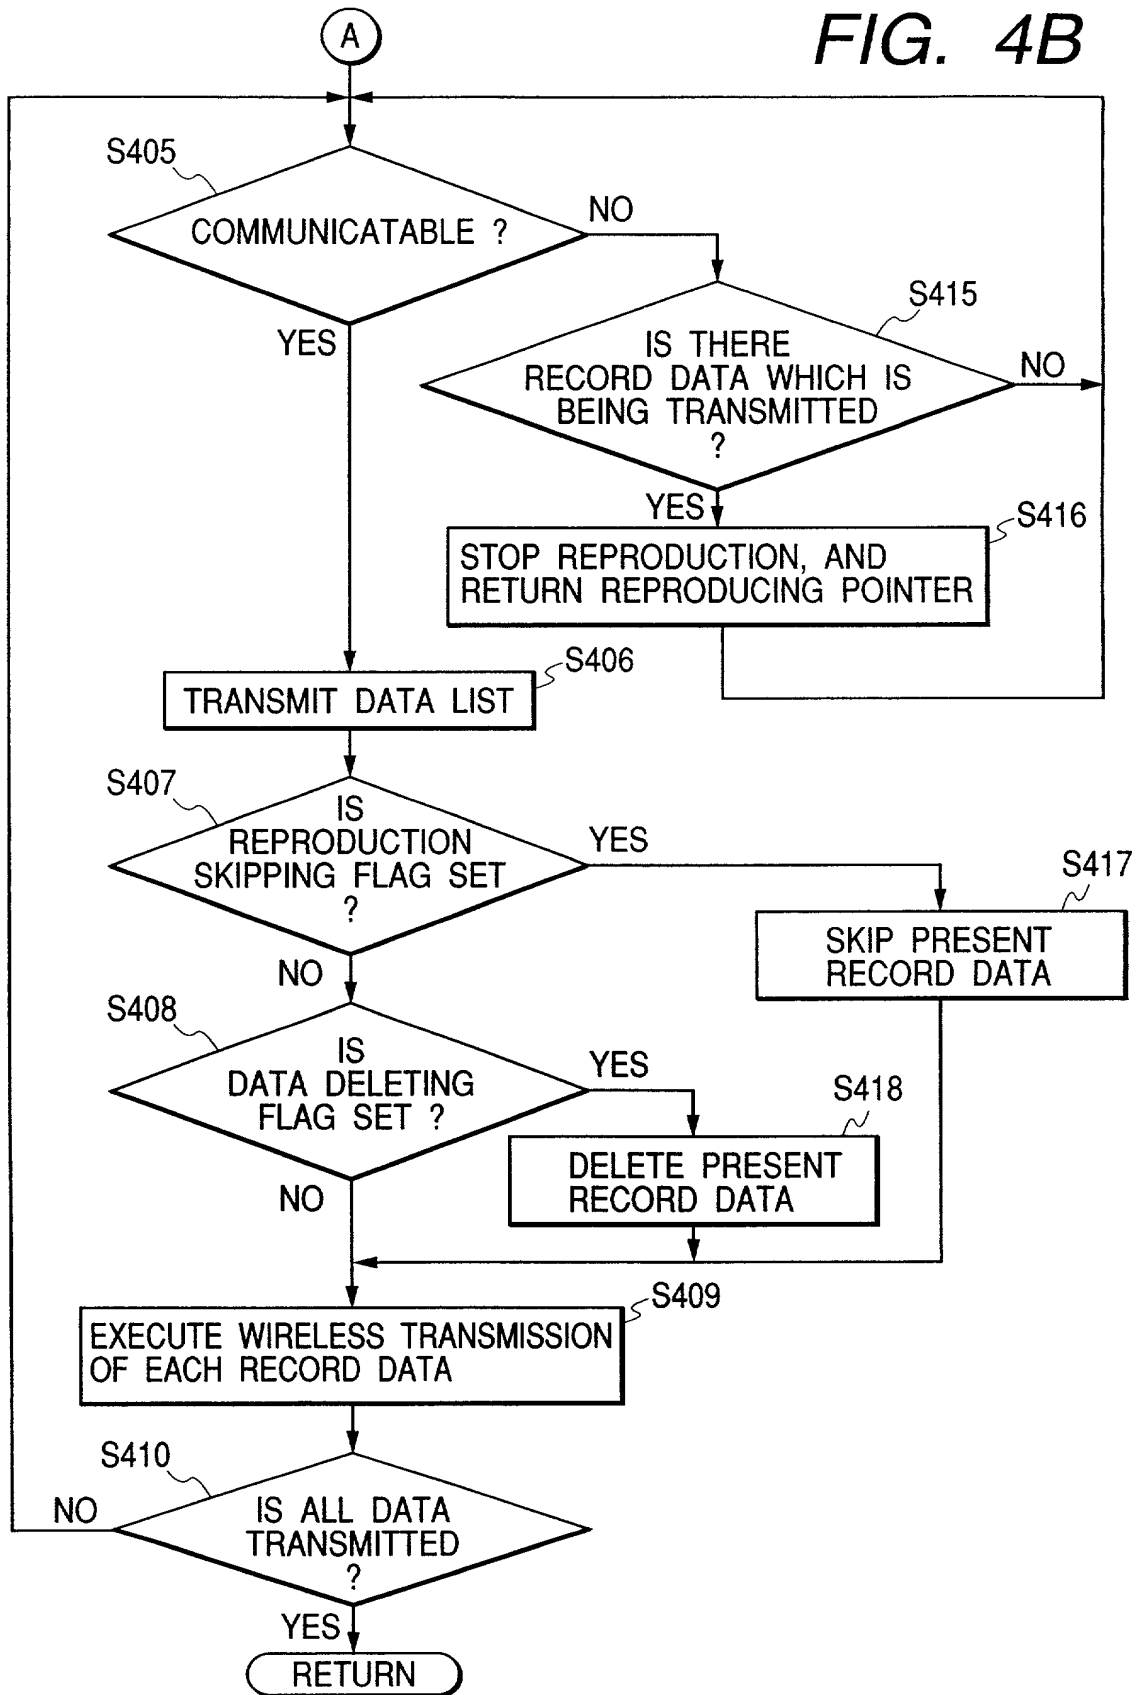 FIG. 4B
A
S405
COMMUNICATABLE ?
NO
YES
S415
IS THERE
RECORD DATA WHICH IS
BEING TRANSMITTED
?
NO
YES
S416
STOP REPRODUCTION, AND
RETURN REPRODUCING POINTER
S406
TRANSMIT DATA LIST
S407
IS
REPRODUCTION
SKIPPING FLAG SET
?
YES
NO
S417
SKIP PRESENT
RECORD DATA
S408
IS
DATA DELETING
FLAG SET ?
YES
NO
S418
DELETE PRESENT
RECORD DATA
S409
EXECUTE WIRELESS TRANSMISSION
OF EACH RECORD DATA
S410
IS ALL DATA
TRANSMITTED
?
NO
YES
RETURN